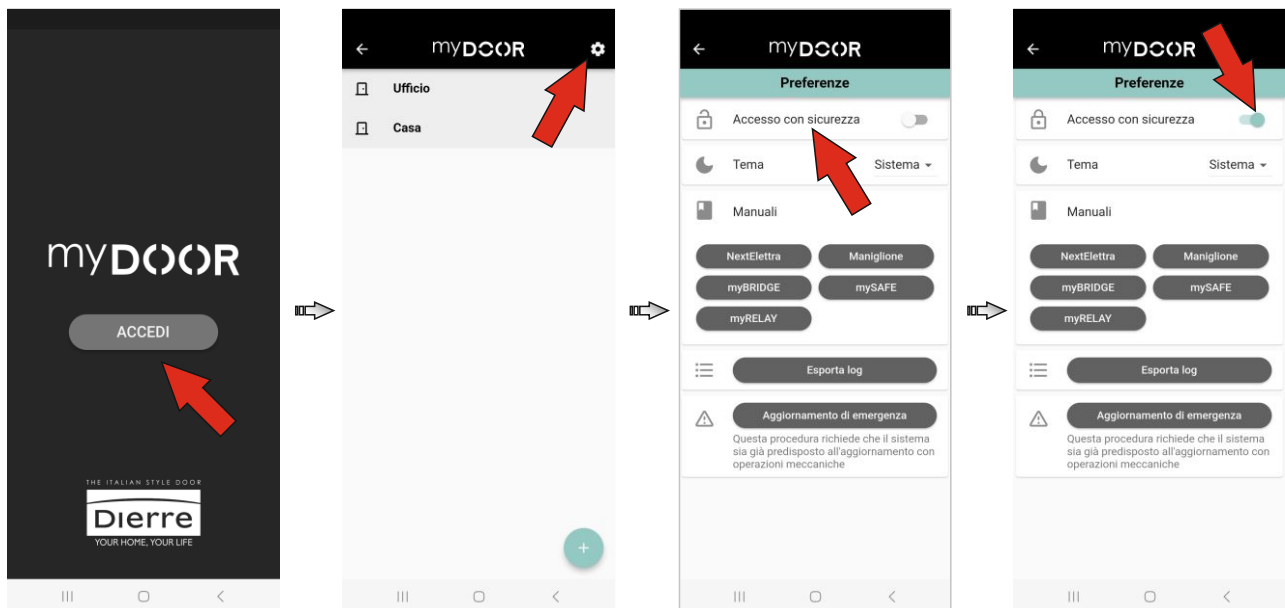 myDOOR
ACCEDI
THE ITALIAN STYLE DOOR
Dierre
YOUR HOME, YOUR LIFE
myDOOR
Ufficio
Casa
+
myDOOR
Preferenze
Accesso con sicurezza
Tema Sistema
Manuali
NextElettra Maniglione
myBRIDGE mySAFE
myRELAY
Esporta log
Aggiornamento di emergenza
Questa procedura richiede che il sistema
sia già predisposto all'aggiornamento con
operazioni meccaniche
myDOOR
Preferenze
Accesso con sicurezza
Tema Sistema
Manuali
NextElettra Maniglione
myBRIDGE mySAFE
myRELAY
Esporta log
Aggiornamento di emergenza
Questa procedura richiede che il sistema
sia già predisposto all'aggiornamento con
operazioni meccaniche